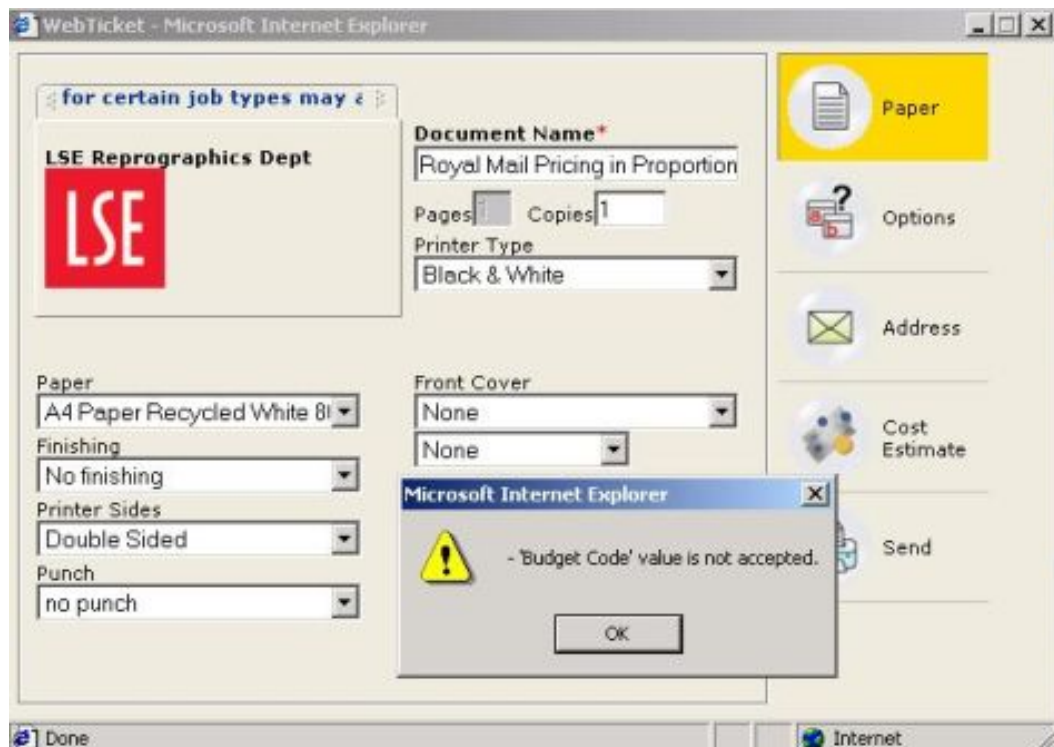 WebTicket - Microsoft Internet Explorer
for certain job types may
LSE Reprographics Dept
LSE
Document Name*
Royal Mail Pricing in Proportion
Pages 1 Copies 1
Printer Type
Black & White
Paper
A4 Paper Recycled White
Finishing
No finishing
Printer Sides
Double Sided
Punch
no punch
Front Cover
None
None
Microsoft Internet Explorer
- 'Budget Code' value is not accepted.
OK
Paper
Options
Address
Cost
Estimate
Send
Done
Internet